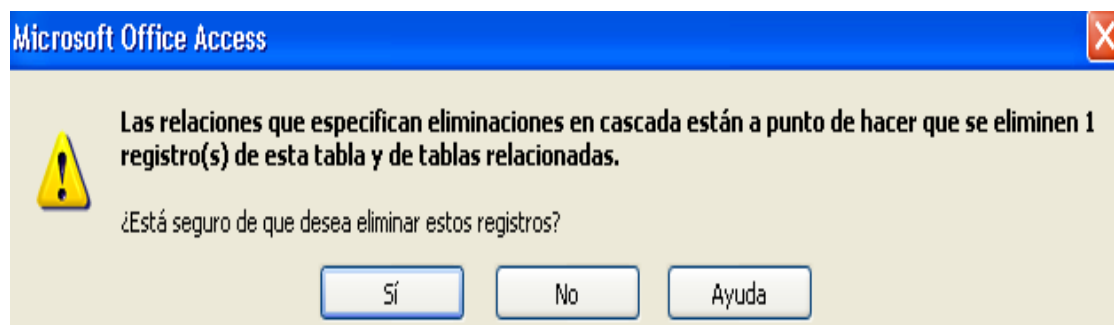 Microsoft Office Access
Las relaciones que especifican eliminaciones en cascada están a punto de hacer que se eliminen 1
registro(s) de esta tabla y de tablas relacionadas.
¿Está seguro de que desea eliminar estos registros?
Sí No Ayuda